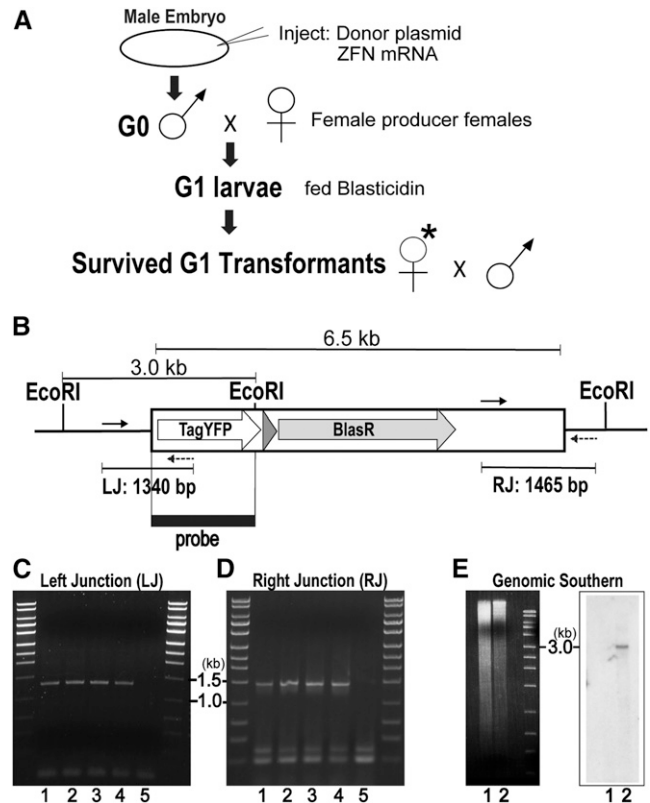 A
Male Embryo
Inject: Donor plasmid
ZFN mRNA
G0
X
Female producer females
G1 larvae
fed Blasticidin
Survived G1 Transformants
*
X
B
6.5 kb
3.0 kb
EcoRI
EcoRI
EcoRI
TagYFP
BlasR
LJ: 1340 bp
RJ: 1465 bp
probe
C
Left Junction (LJ)
1 2 3 4 5
(kb)
1.5
1.0
D
Right Junction (RJ)
1 2 3 4 5
E
Genomic Southern
(kb)
3.0
1 2
1 2